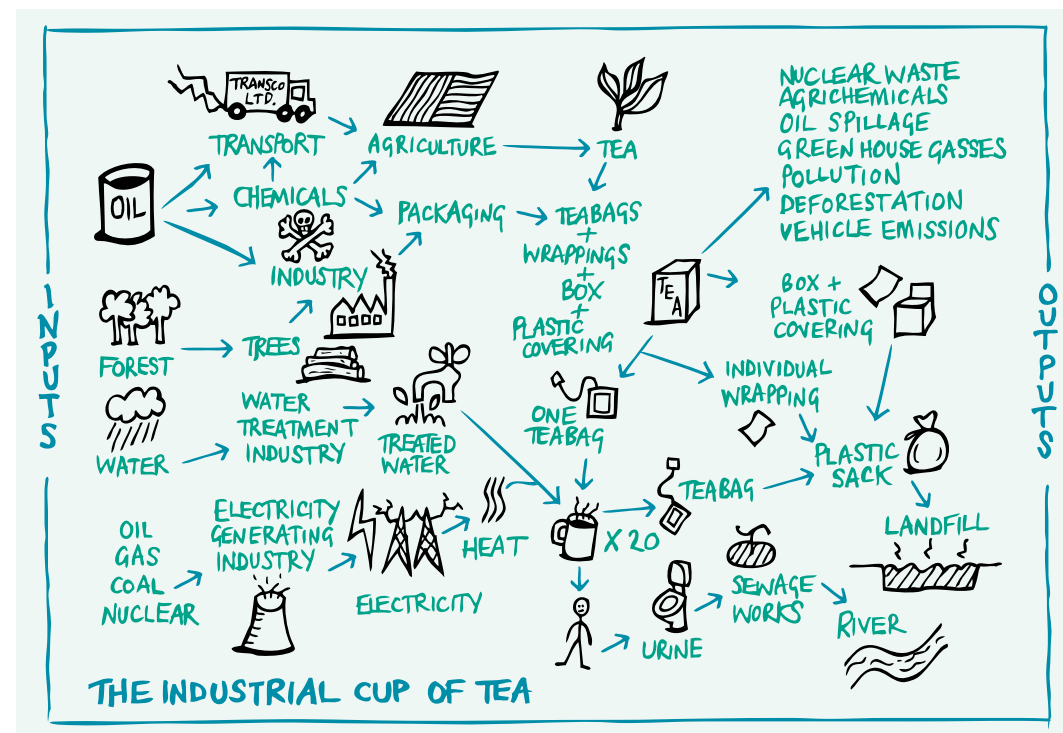 TRANSCO
LTD.
TRANSPORT
AGRICULTURE
TEA
OIL
CHEMICALS
PACKAGING
TEABAGS
+
WRAPPINGS
+
BOX
+
PLASTIC
COVERING
INDUSTRY
FOREST
TREES
WATER
WATER
TREATMENT
INDUSTRY
TREATED
WATER
OIL
GAS
COAL
NUCLEAR
ELECTRICITY
GENERATING
INDUSTRY
ELECTRICITY
HEAT
TEA
ONE
TEABAG
X 20
TEABAG
URINE
SEWAGE
WORKS
RIVER
NUCLEAR WASTE
AGRICHEMICALS
OIL SPILLAGE
GREEN HOUSE GASSES
POLLUTION
DEFORESTATION
VEHICLE EMISSIONS
BOX +
PLASTIC
COVERING
INDIVIDUAL
WRAPPING
PLASTIC
SACK
LANDFILL
INPUTS
OUTPUTS
THE INDUSTRIAL CUP OF TEA